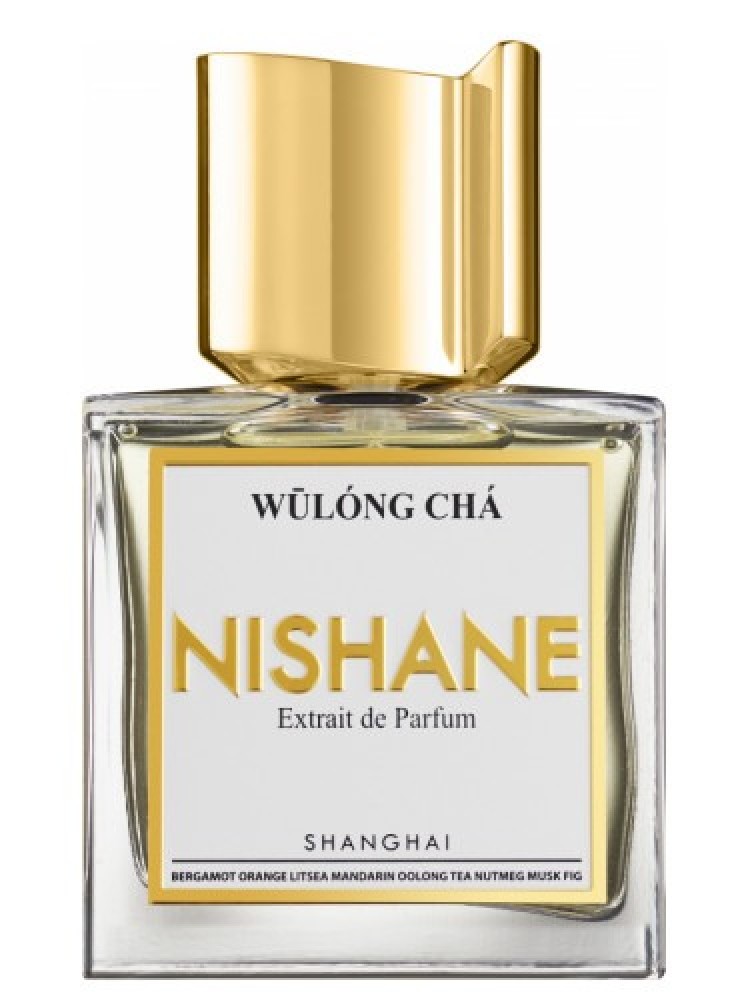 WŪLÓNG CHÁ
NISHANE
Extrait de Parfum
SHANGHAI
BERGAMOT ORANGE LITSEA MANDARIN OOLONG TEA NUTMEG MUSK FIG